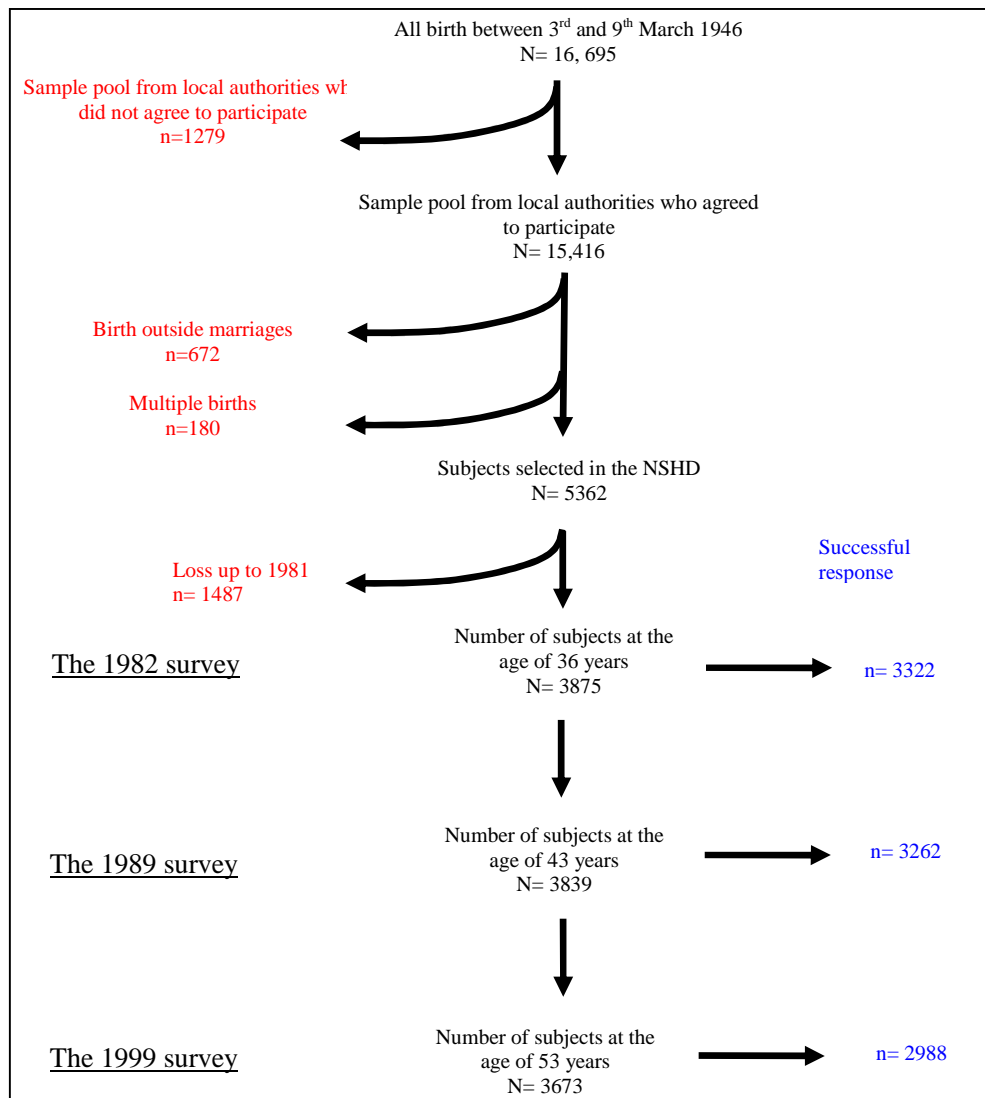 All birth between 3rd and 9th March 1946
N= 16, 695
Sample pool from local authorities wh
did not agree to participate
n=1279
Sample pool from local authorities who agreed
to participate
N= 15,416
Birth outside marriages
n=672
Multiple births
n=180
Subjects selected in the NSHD
N= 5362
Loss up to 1981
n= 1487
Successful
response
The 1982 survey
Number of subjects at the
age of 36 years
N= 3875
n= 3322
The 1989 survey
Number of subjects at the
age of 43 years
N= 3839
n= 3262
The 1999 survey
Number of subjects at the
age of 53 years
N= 3673
n= 2988